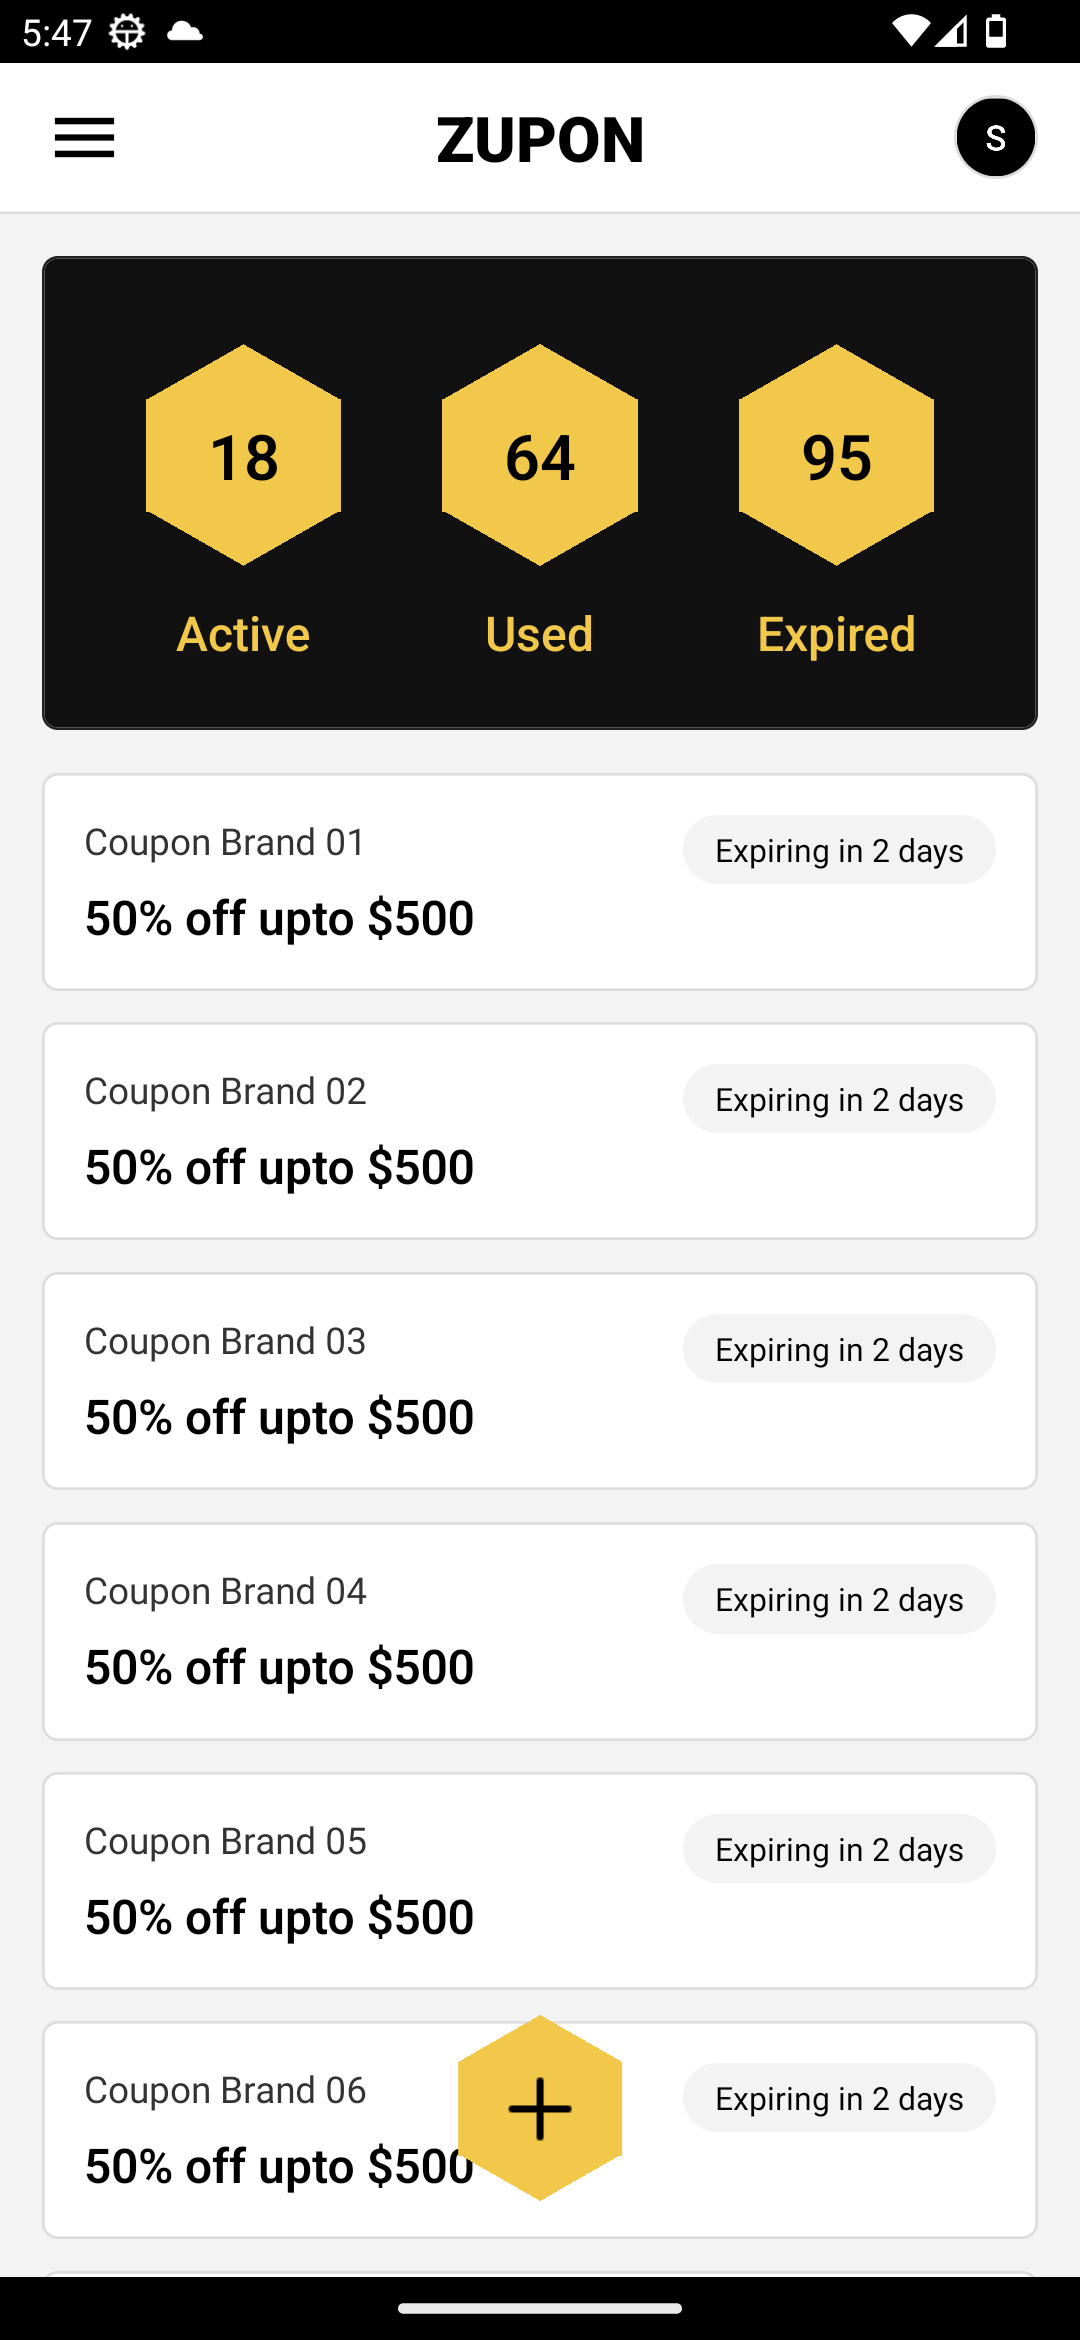 5:47
ZUPON
S
18 64 95
Active Used Expired
Coupon Brand 01
Expiring in 2 days
50% off upto $500
Coupon Brand 02
Expiring in 2 days
50% off upto $500
Coupon Brand 03
Expiring in 2 days
50% off upto $500
Coupon Brand 04
Expiring in 2 days
50% off upto $500
Coupon Brand 05
Expiring in 2 days
50% off upto $500
Coupon Brand 06
Expiring in 2 days
50% off upto $500